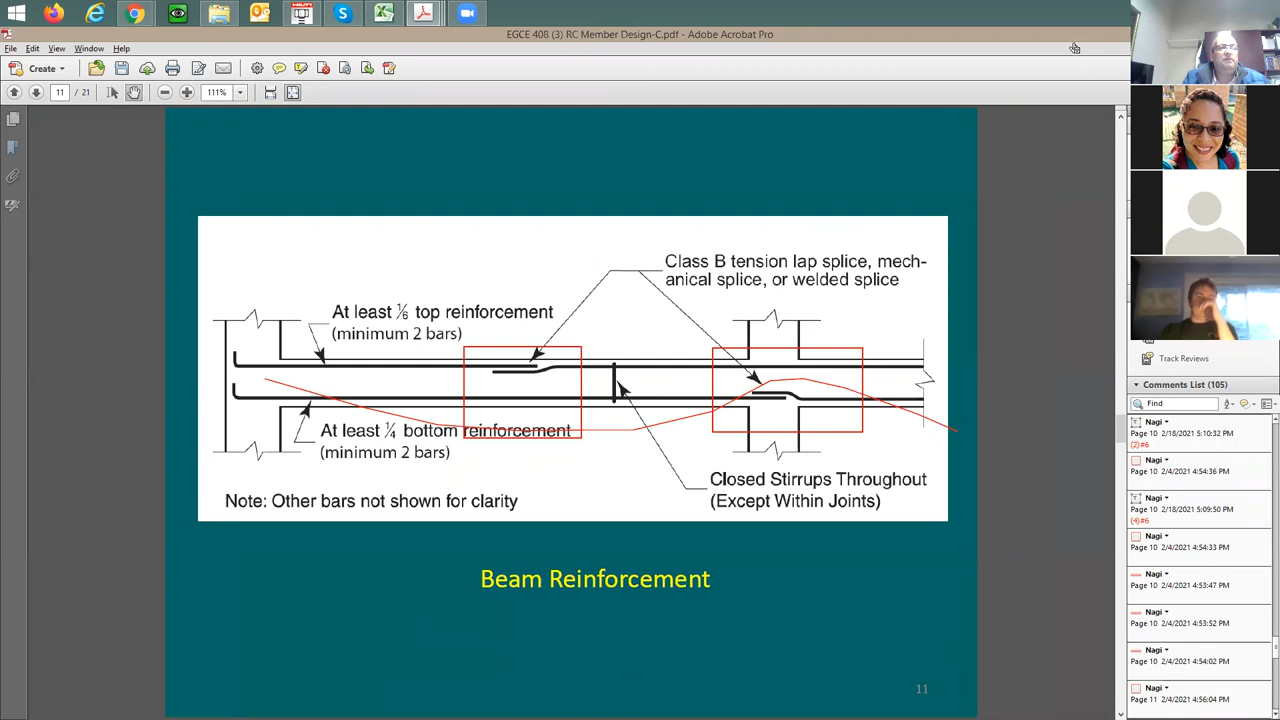 EGCE 408 (3) RC Member Design-C.pdf - Adobe Acrobat Pro
File Edit View Window Help
Create
11 / 21 111%
Class B tension lap splice, mech-
anical splice, or welded splice
At least 1/6 top reinforcement
(minimum 2 bars)
At least 1/4 bottom reinforcement
(minimum 2 bars)
Closed Stirrups Throughout
(Except Within Joints)
Note: Other bars not shown for clarity
Beam Reinforcement
11
Track Reviews
Comments List (105)
Find
Nagi
Page 10 2/18/2021 5:10:32 PM
(2)#6
Nagi
Page 10 2/4/2021 4:54:36 PM
Nagi
Page 10 2/18/2021 5:09:50 PM
(4)#6
Nagi
Page 10 2/4/2021 4:54:33 PM
Nagi
Page 10 2/4/2021 4:53:47 PM
Nagi
Page 10 2/4/2021 4:53:52 PM
Nagi
Page 10 2/4/2021 4:54:02 PM
Nagi
Page 11 2/4/2021 4:56:04 PM